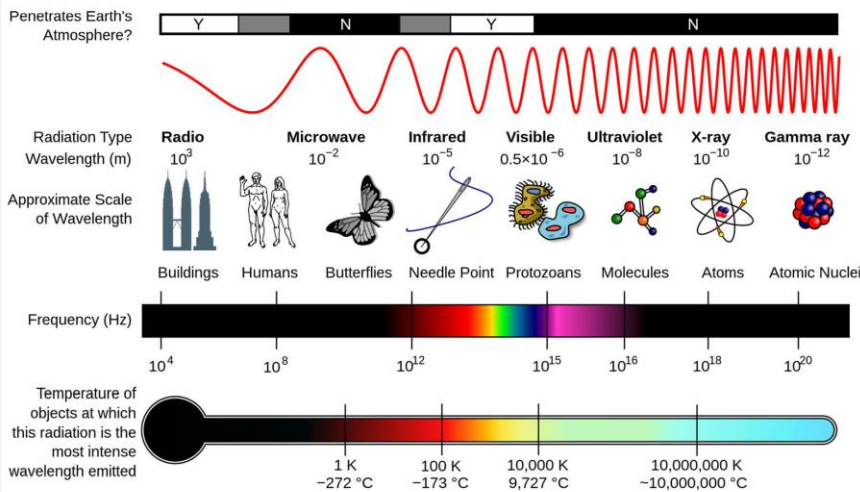 Penetrates Earth's
Atmosphere?
Y N Y N
Radiation Type
Radio Microwave Infrared Visible Ultraviolet X-ray Gamma ray
Wavelength (m)
10³ 10⁻² 10⁻⁵ 0.5×10⁻⁶ 10⁻⁸ 10⁻¹⁰ 10⁻¹²
Approximate Scale
of Wavelength
Buildings Humans Butterflies Needle Point Protozoans Molecules Atoms Atomic Nuclei
Frequency (Hz)
10⁴ 10⁸ 10¹² 10¹⁵ 10¹⁶ 10¹⁸ 10²⁰
Temperature of
objects at which
this radiation is the
most intense
wavelength emitted
1 K 100 K 10,000 K 10,000,000 K
−272 °C −173 °C 9,727 °C ~10,000,000 °C